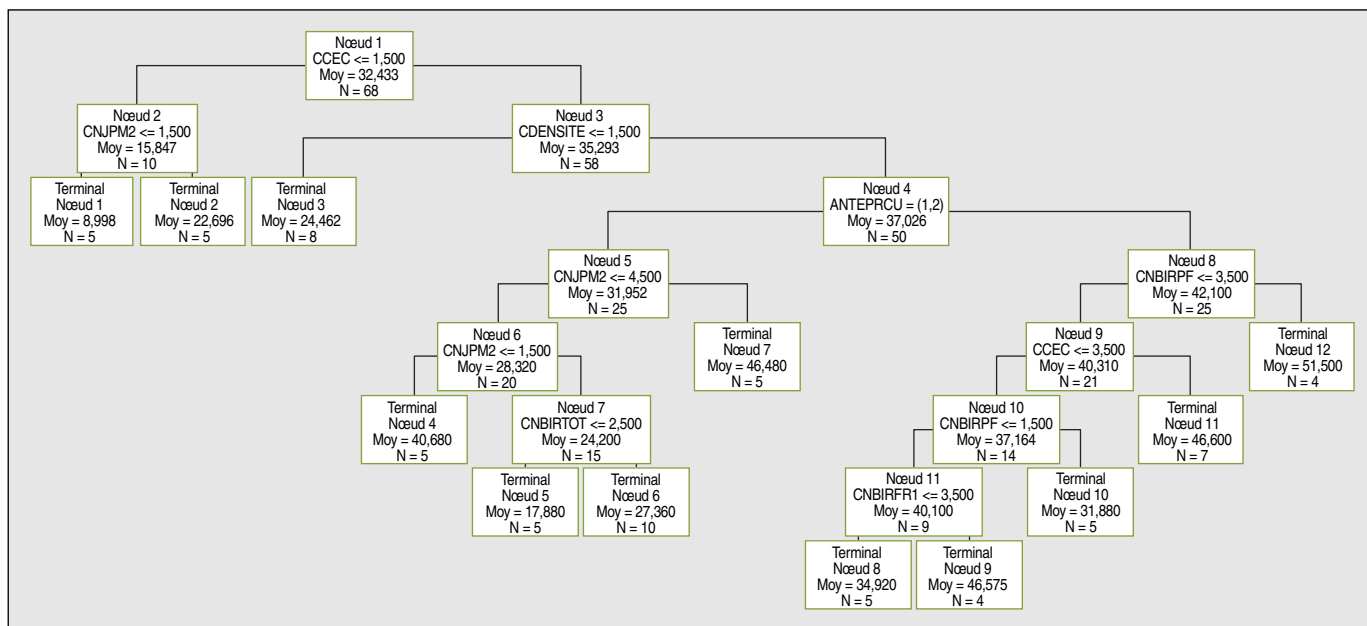 Nœud 1
CCEC <= 1,500
Moy = 32,433
N = 68
Nœud 2
CNJPM2 <= 1,500
Moy = 15,847
N = 10
Nœud 3
CDENSITE <= 1,500
Moy = 35,293
N = 58
Terminal
Nœud 1
Moy = 8,998
N = 5
Terminal
Nœud 2
Moy = 22,696
N = 5
Terminal
Nœud 3
Moy = 24,462
N = 8
Nœud 4
ANTEPRCU = (1,2)
Moy = 37,026
N = 50
Nœud 5
CNJPM2 <= 4,500
Moy = 31,952
N = 25
Nœud 8
CNBIRPF <= 3,500
Moy = 42,100
N = 25
Nœud 6
CNJPM2 <= 1,500
Moy = 28,320
N = 20
Terminal
Nœud 7
Moy = 46,480
N = 5
Nœud 9
CCEC <= 3,500
Moy = 40,310
N = 21
Terminal
Nœud 12
Moy = 51,500
N = 4
Terminal
Nœud 4
Moy = 40,680
N = 5
Nœud 7
CNBIRTOT <= 2,500
Moy = 24,200
N = 15
Nœud 10
CNBIRPF <= 1,500
Moy = 37,164
N = 14
Terminal
Nœud 11
Moy = 46,600
N = 7
Terminal
Nœud 5
Moy = 17,880
N = 5
Terminal
Nœud 6
Moy = 27,360
N = 10
Nœud 11
CNBIRFR1 <= 3,500
Moy = 40,100
N = 9
Terminal
Nœud 10
Moy = 31,880
N = 5
Terminal
Nœud 8
Moy = 34,920
N = 5
Terminal
Nœud 9
Moy = 46,575
N = 4